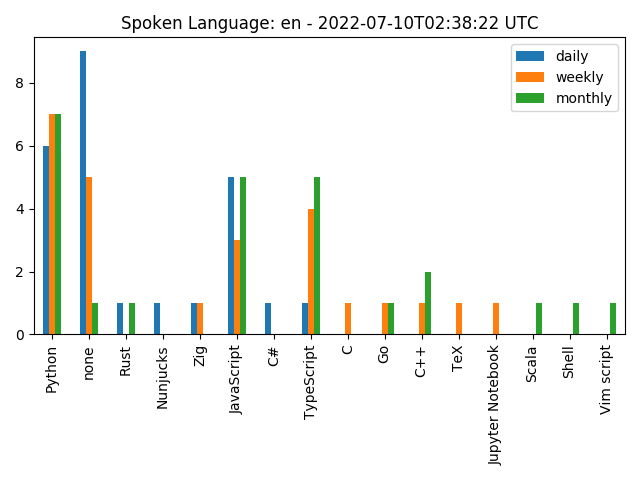 Spoken Language: en - 2022-07-10T02:38:22 UTC
daily
weekly
monthly
8
6
4
2
0
Python
none
Rust
Nunjucks
Zig
JavaScript
C#
TypeScript
C
Go
C++
TeX
Jupyter Notebook
Scala
Shell
Vim script